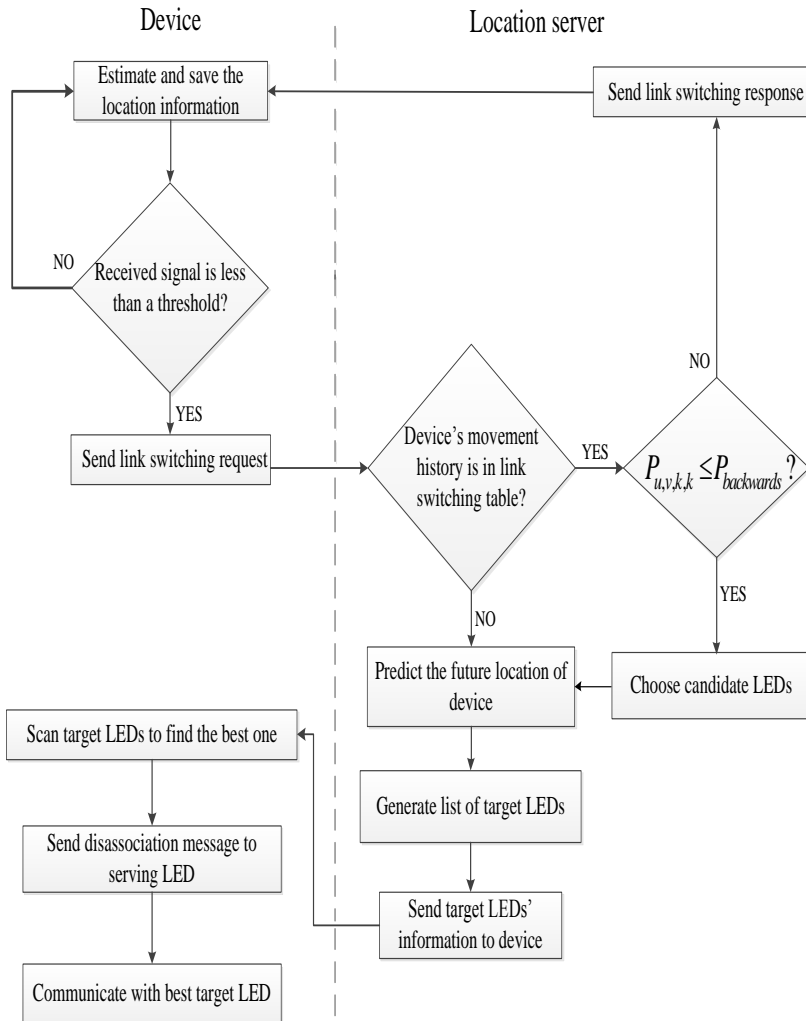 Device
Location server
Estimate and save the
location information
Send link switching response
NO
Received signal is less
than a threshold?
YES
Send link switching request
Device's movement
history is in link
switching table?
YES
NO
P_{u,v,k,k} ≤ P_{backwards} ?
YES
NO
Predict the future location of
device
Choose candidate LEDs
Scan target LEDs to find the best one
Generate list of target LEDs
Send disassociation message to
serving LED
Send target LEDs'
information to device
Communicate with best target LED